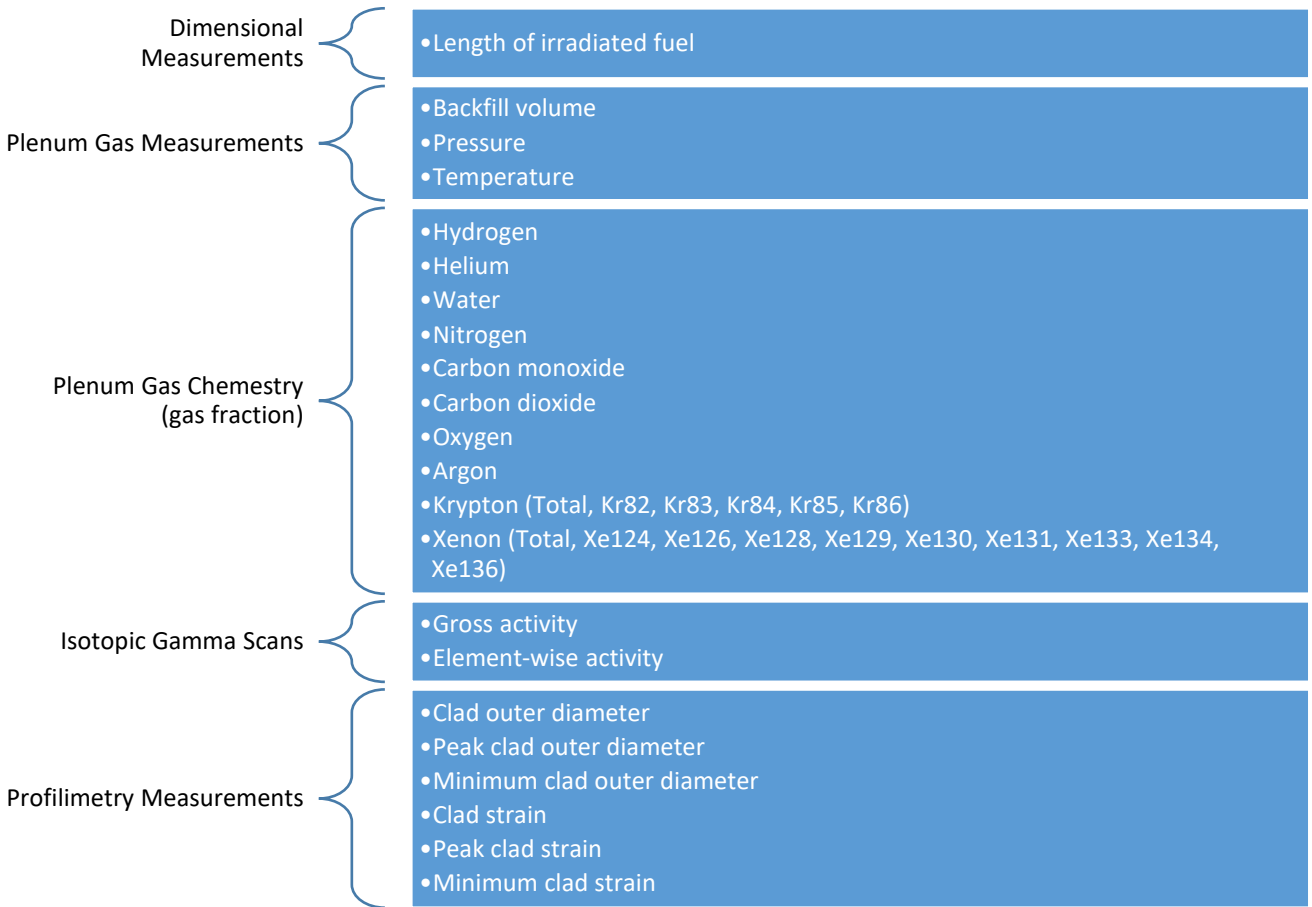 Dimensional
Measurements
•Length of irradiated fuel
Plenum Gas Measurements
•Backfill volume
•Pressure
•Temperature
Plenum Gas Chemestry
(gas fraction)
•Hydrogen
•Helium
•Water
•Nitrogen
•Carbon monoxide
•Carbon dioxide
•Oxygen
•Argon
•Krypton (Total, Kr82, Kr83, Kr84, Kr85, Kr86)
•Xenon (Total, Xe124, Xe126, Xe128, Xe129, Xe130, Xe131, Xe133, Xe134,
Xe136)
Isotopic Gamma Scans
•Gross activity
•Element-wise activity
Profilimetry Measurements
•Clad outer diameter
•Peak clad outer diameter
•Minimum clad outer diameter
•Clad strain
•Peak clad strain
•Minimum clad strain